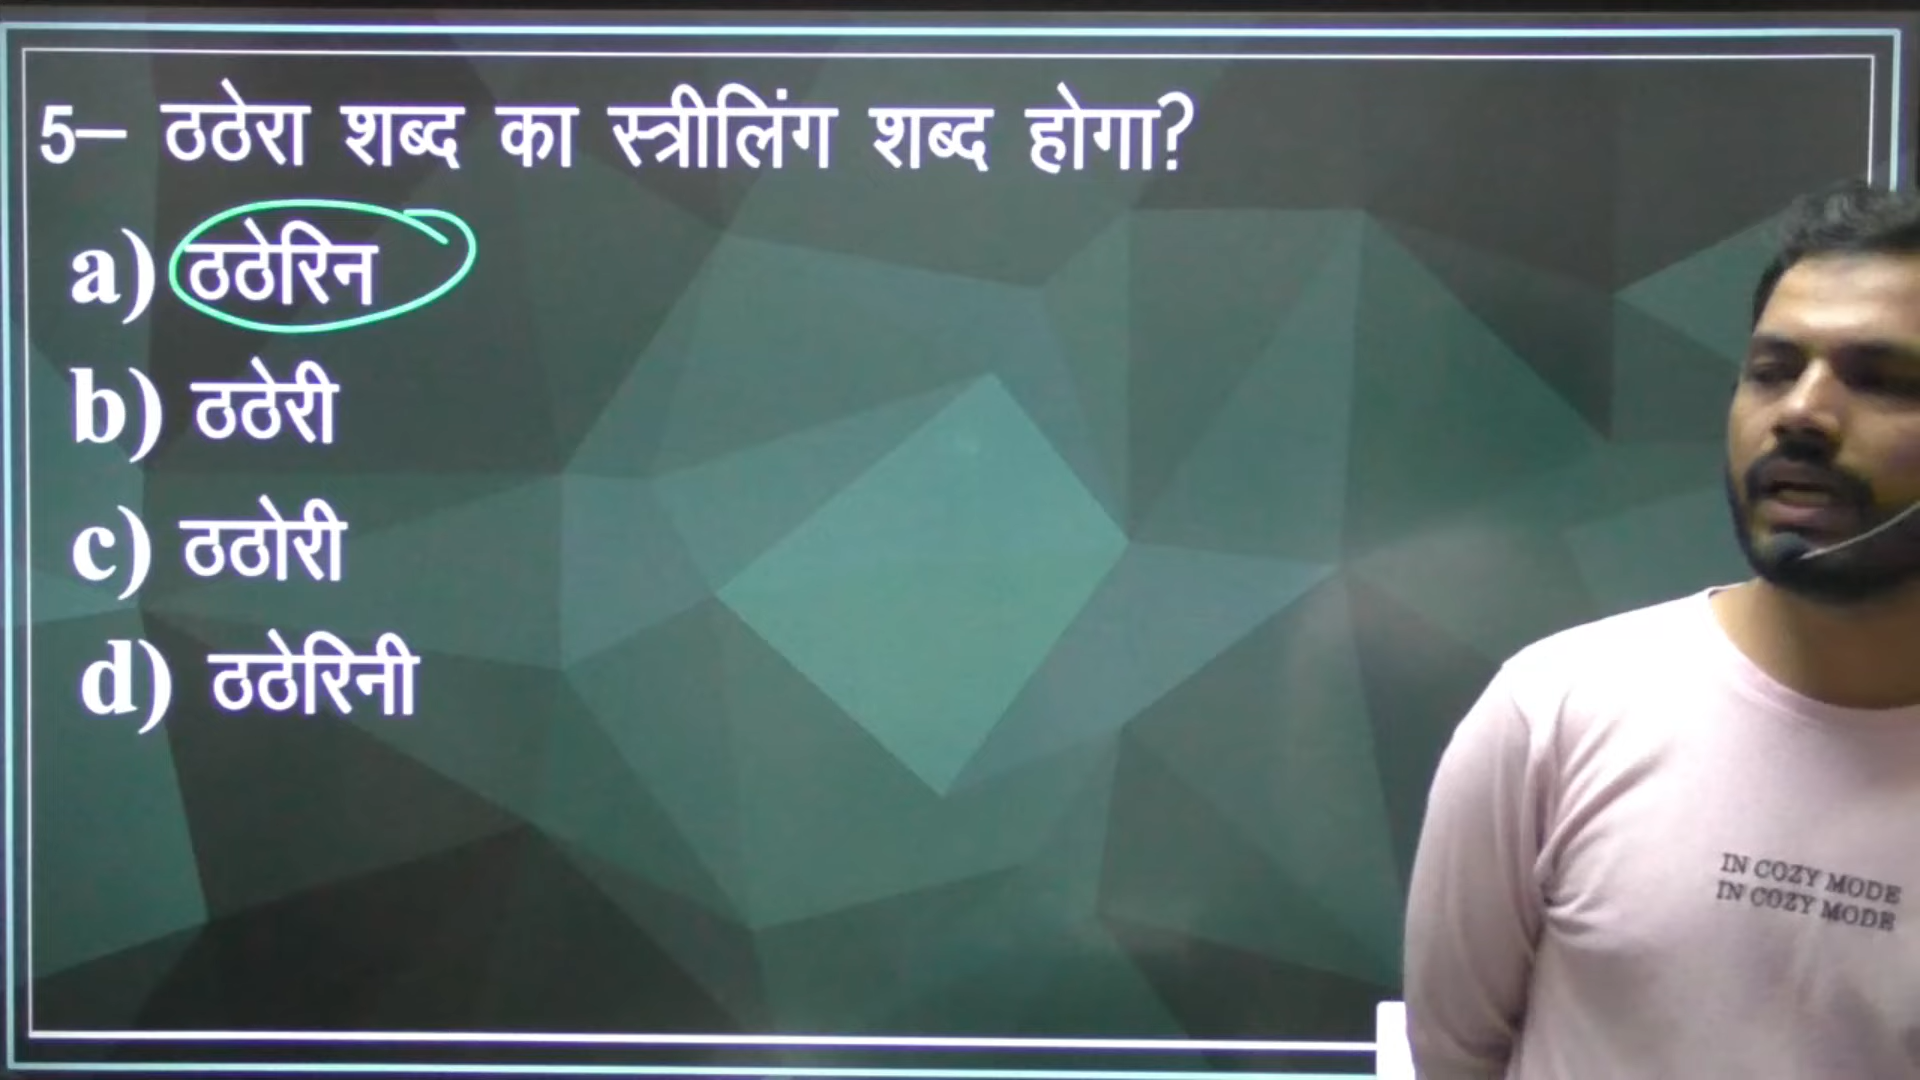 5– ठठेरा शब्द का स्त्रीलिंग शब्द होगा?
a) ठठेरिन
b) ठठेरी
c) ठठोरी
d) ठठेरिनी
IN COZY MODE
IN COZY MODE